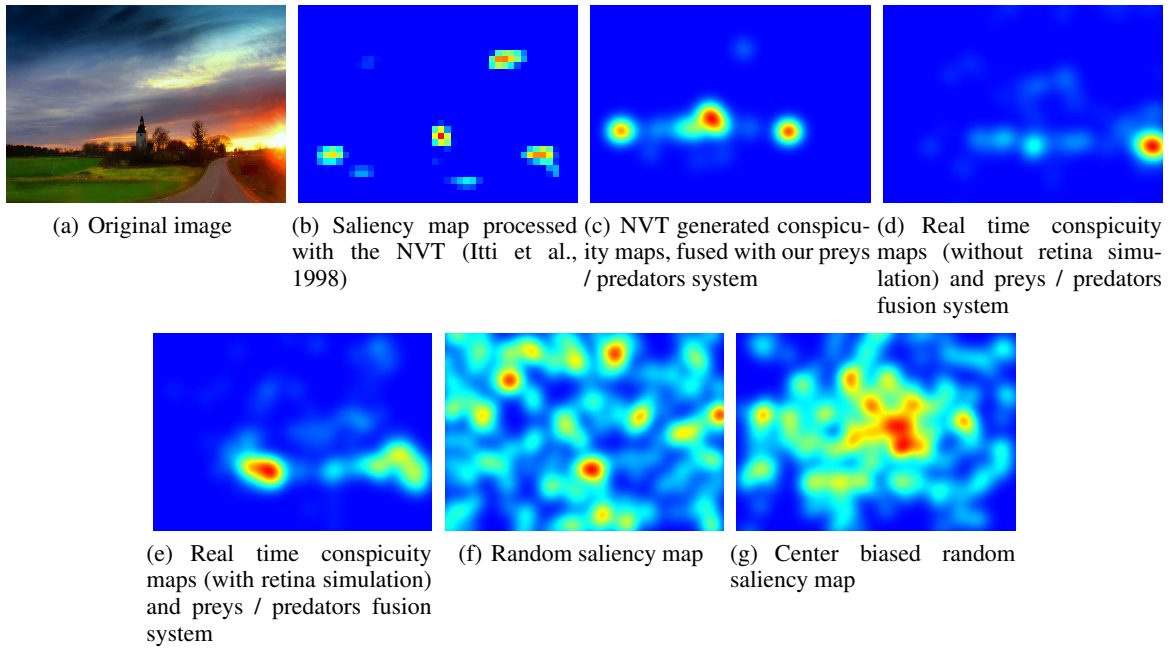 (a) Original image
(b) Saliency map processed
with the NVT (Itti et al.,
1998)
(c) NVT generated conspicu-
ity maps, fused with our preys
/ predators system
(d) Real time conspicuity
maps (without retina simu-
lation) and preys / predators
fusion system
(e) Real time conspicuity
maps (with retina simulation)
and preys / predators fusion
system
(f) Random saliency map
(g) Center biased random
saliency map